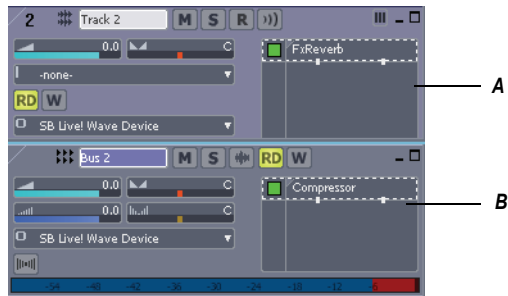 2 Track 2 M S R
0.0 C FxReverb
-none-
A
RD W
SB Live! Wave Device
Bus 2 M S RD W
0.0 C Compressor
B
0.0 C
SB Live! Wave Device
-54 -48 -42 -36 -30 -24 -18 -12 -6